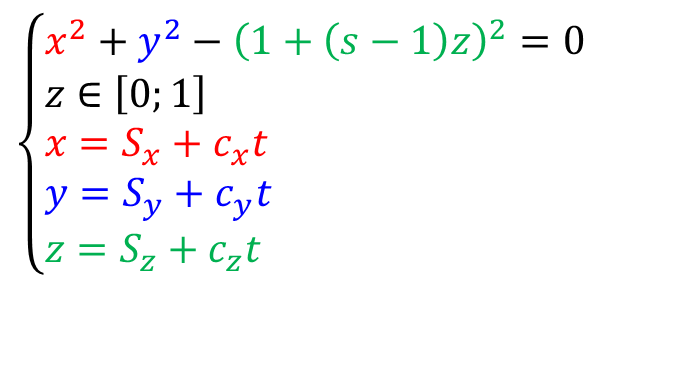 x² + y² − (1 + (s − 1)z)² = 0
z ∈ [0; 1]
x = Sₓ + cₓt
y = S_y + c_yt
z = S_z + c_zt